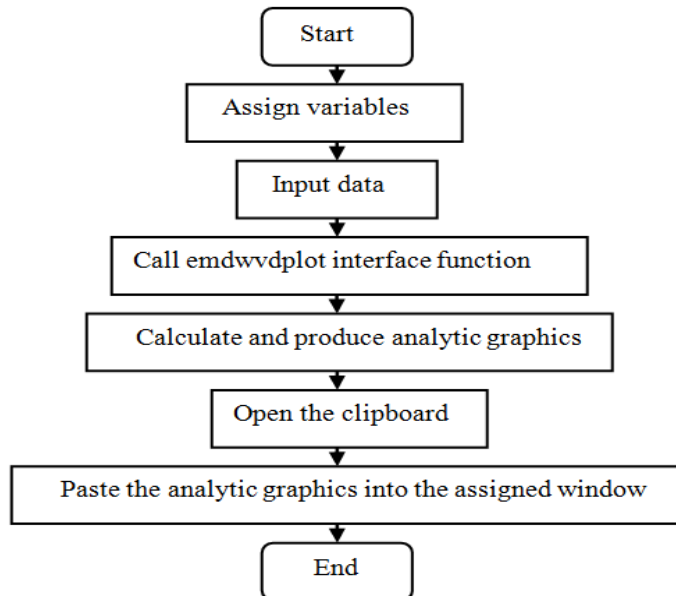 Start
Assign variables
Input data
Call emdwvdplot interface function
Calculate and produce analytic graphics
Open the clipboard
Paste the analytic graphics into the assigned window
End